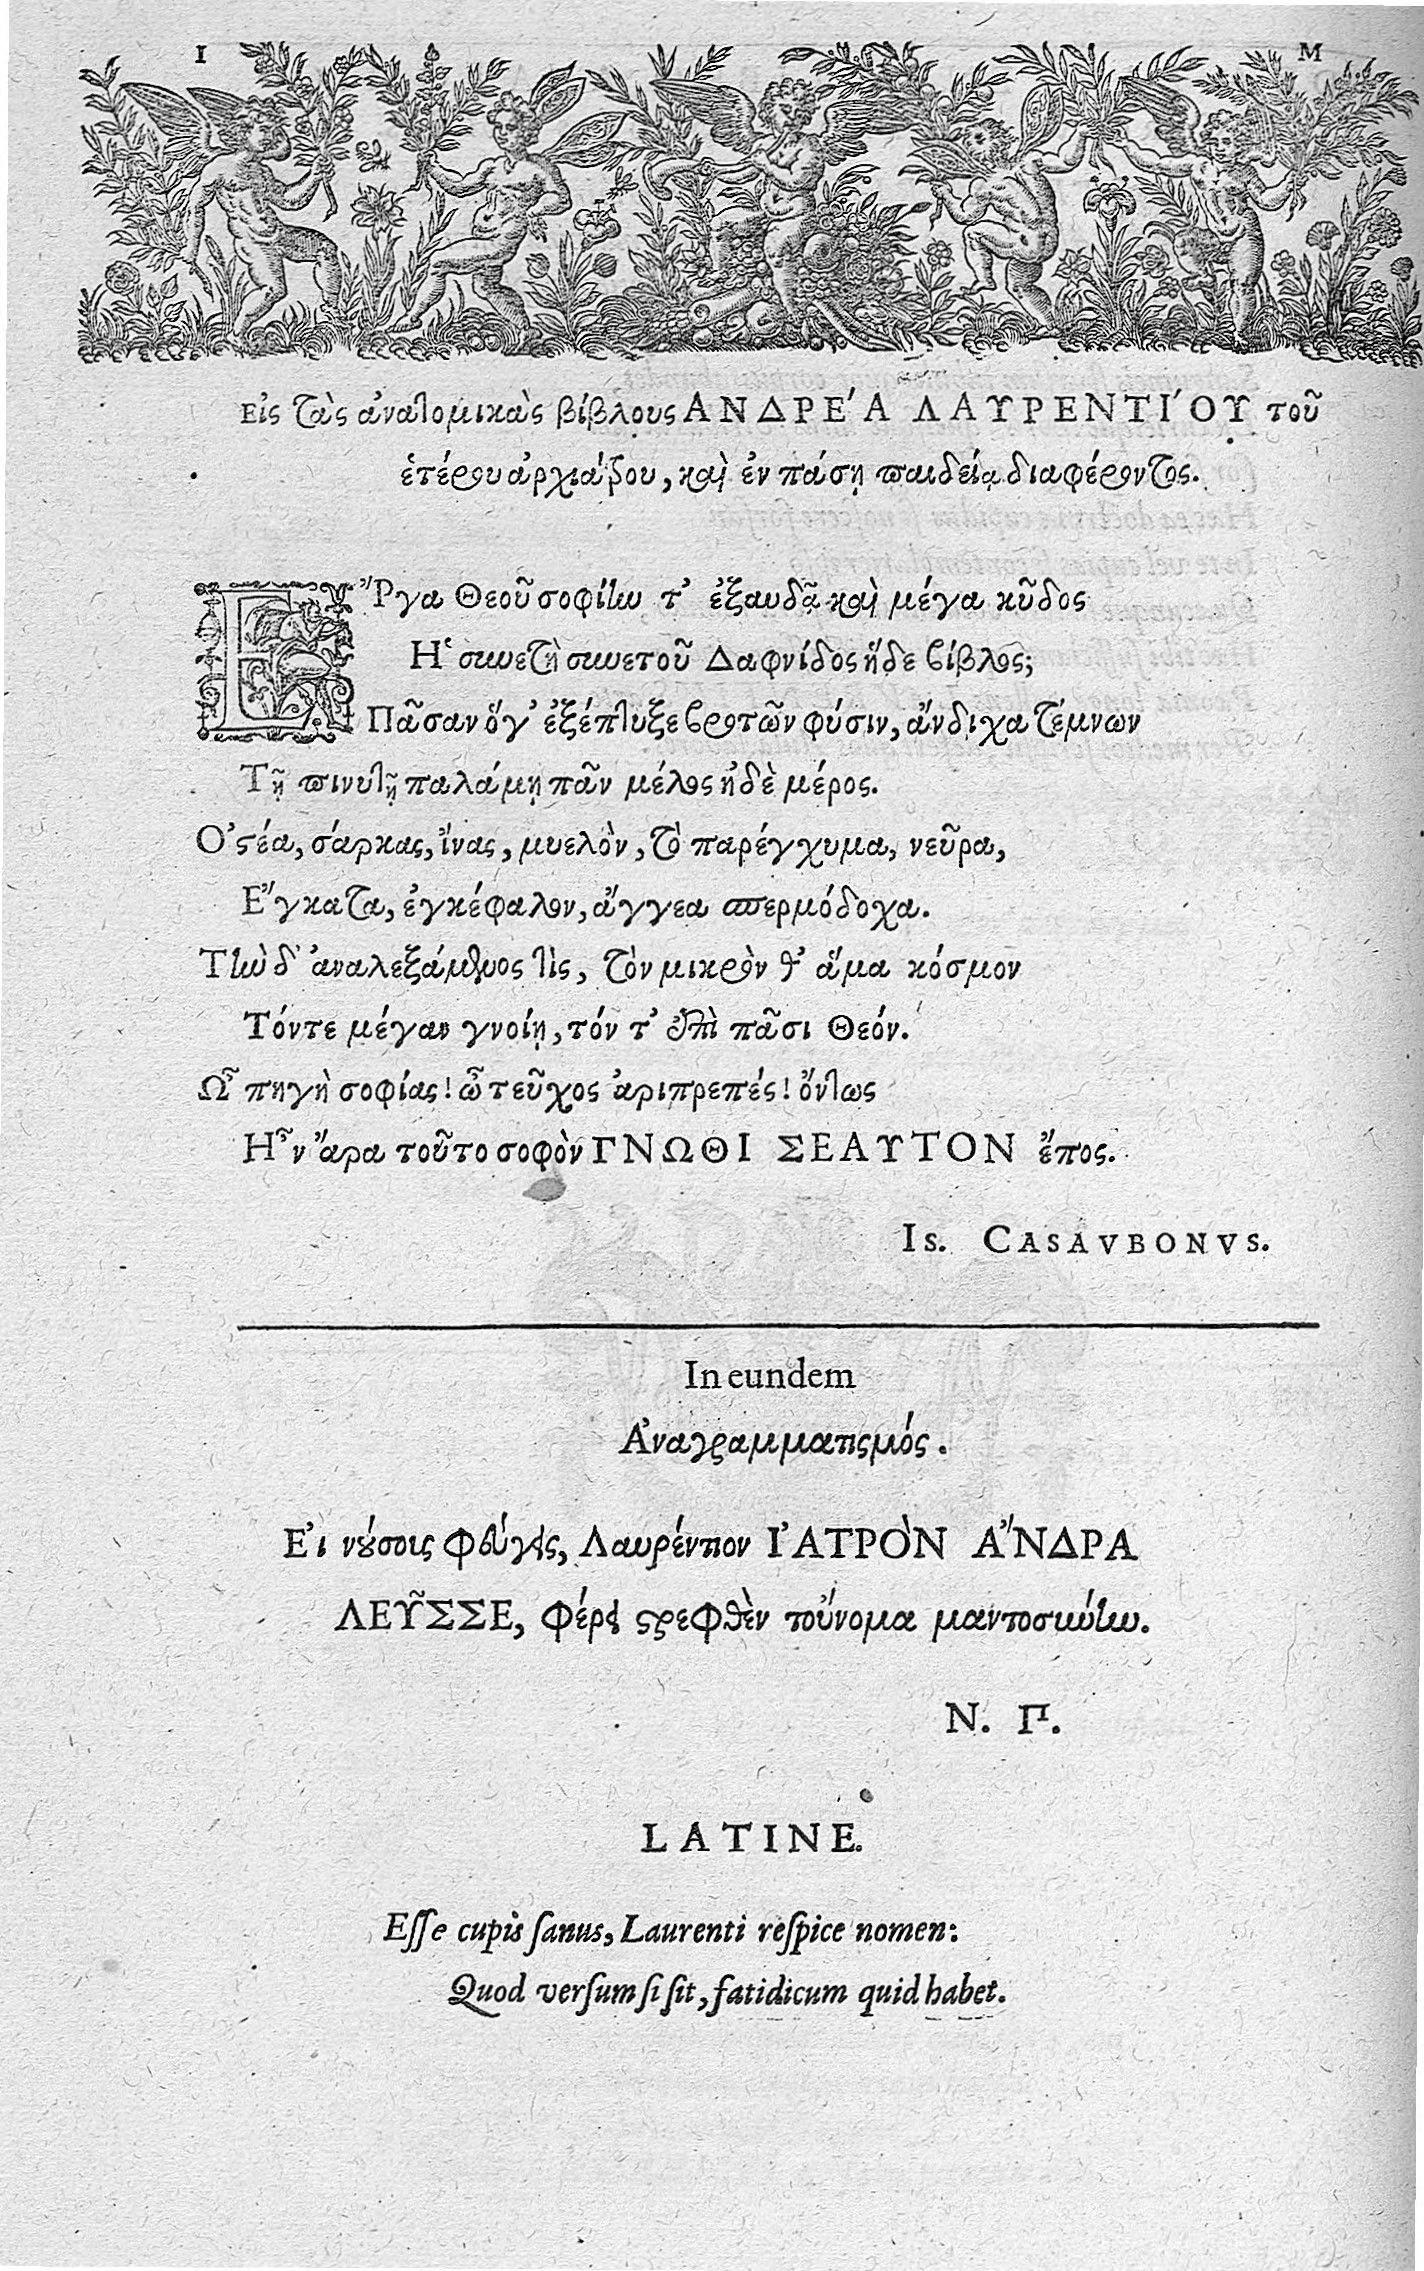 I M
Εἰς τὰς ἀνατομικὰς βίβλους ΑΝΔΡΕ´Α ΛΑΥΡΕΝΤΙ´ΟΥ τοῦ
ἑτέρου ἀρχιάτρου, καὶ ἐν πάσῃ παιδείᾳ διαφέροντος.
Ἔργα Θεοῦ σοφίην τ' ἐξαυδᾷ καὶ μέγα κῦδος
Ἡ συνετὴ συνετοῦ Δαφνίδος ἥδε βίβλος;
Πᾶσαν ὅγ' ἐξέπτυξε βροτῶν φύσιν, ἄνδιχα τέμνων
Τῇ πινυτῇ παλάμῃ πᾶν μέλος ἠδὲ μέρος.
Ὀστέα, σάρκας, ἶνας, μυελὸν, τὸ παρέγχυμα, νεῦρα,
Ἔγκατα, ἐγκέφαλον, ἄγγεα σπερμόδοχα.
Τὴν δ' ἀναλεξάμενος τὶς, τὸν μικρὸν θ' ἅμα κόσμον
Τόντε μέγαν γνοίη, τόν τ' ἐπὶ πᾶσι Θεόν.
Ὦ πηγὴ σοφίας! ὦ τεῦχος ἀριπρεπές! ὄντως
Ἦν ἄρα τοῦτο σοφὸν ΓΝΩΘΙ ΣΕΑΥΤΟΝ ἔπος.
Is. CASAVBONVS.
In eundem
Ἀναγραμματισμός.
Εἰ νούσοις φεύγεις, Λαυρέντιον ἸΑΤΡῸΝ ἌΝΔΡΑ
ΛΕΥ͂ΣΣΕ, φέρει στρεφθὲν τοὔνομα μαντοσύνην.
Ν. Π.
LATINE.
Eſſe cupis ſanus, Laurenti reſpice nomen:
Quod verſum ſi ſit, fatidicum quid habet.